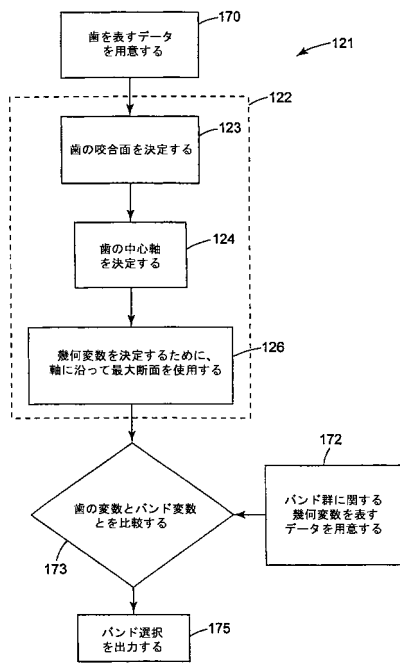 歯を表すデータ
を用意する
170
121
122
歯の咬合面を決定する
123
歯の中心軸
を決定する
124
幾何変数を決定するために、
軸に沿って最大断面を使用する
126
歯の変数とバンド変数
とを比較する
173
172
バンド群に関する
幾何変数を表す
データを用意する
バンド選択
を出力する
175